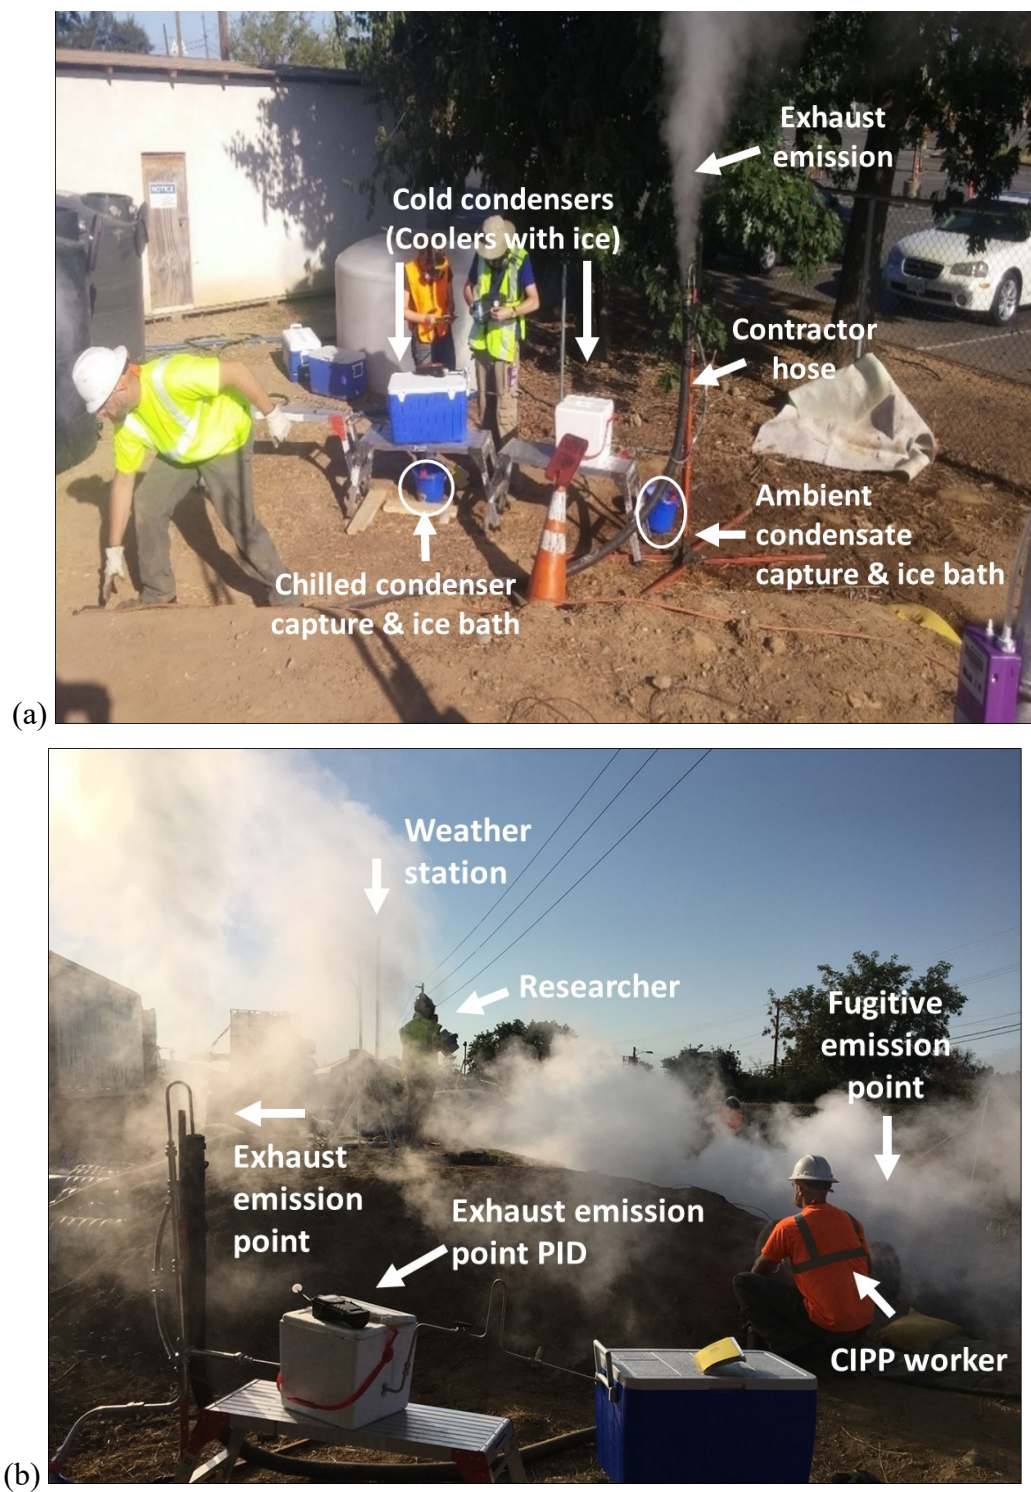 Exhaust
emission
Cold condensers
(Coolers with ice)
NOTICE
Contractor
hose
Ambient
condensate
capture & ice bath
Chilled condenser
capture & ice bath
(a)
Weather
station
Researcher
Fugitive
emission
point
Exhaust
emission
point
Exhaust emission
point PID
CIPP worker
(b)